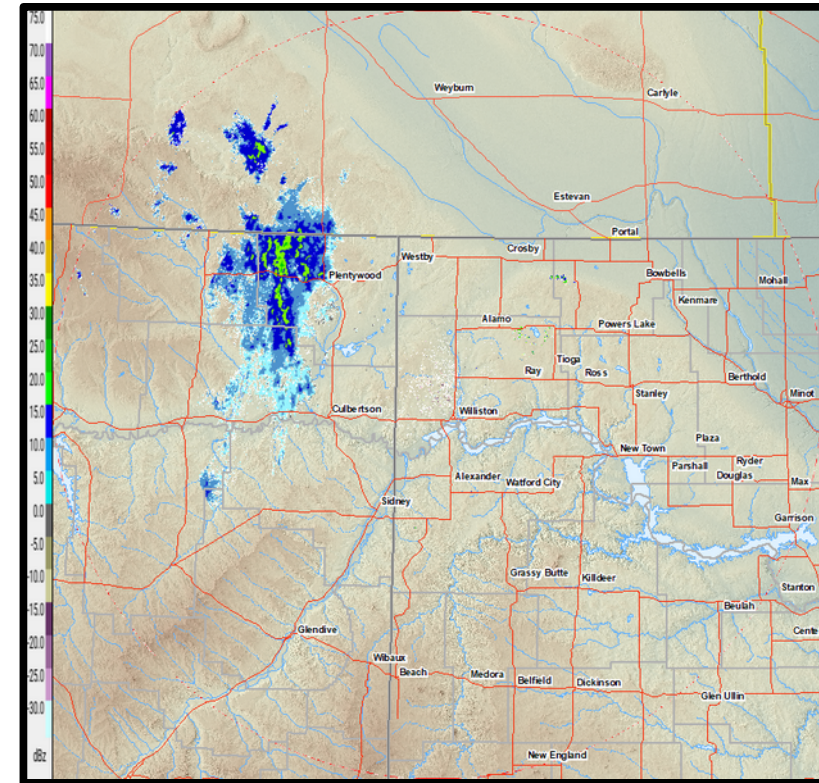 75.0
70.0
65.0
60.0
55.0
50.0
45.0
40.0
35.0
30.0
25.0
20.0
15.0
10.0
5.0
0.0
-5.0
-10.0
-15.0
-20.0
-25.0
-30.0
dBz
Weyburn
Carlyle
Estevan
Portal
Crosby
Westby
Plentywood
Bowbells
Mohall
Kenmare
Alamo
Powers Lake
Tioga
Ray
Ross
Berthold
Stanley
Minot
Culbertson
Williston
Plaza
New Town
Ryder
Parshall
Douglas
Alexander
Watford City
Max
Sidney
Garrison
Grassy Butte
Killdeer
Stanton
Beulah
Glendive
Cente
Wibaux
Beach
Medora
Belfield
Dickinson
Glen Ullin
New England